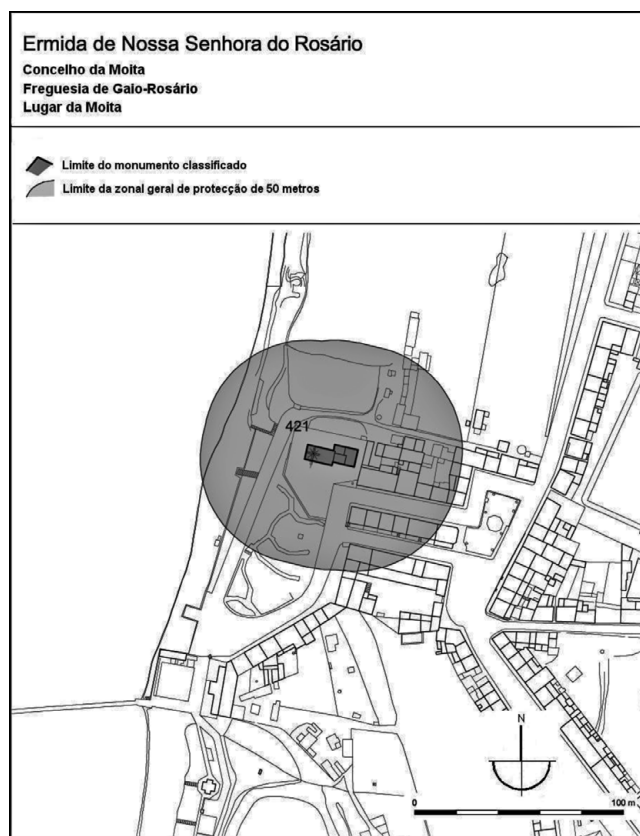 Ermida de Nossa Senhora do Rosário
Concelho da Moita
Freguesia de Gaio-Rosário
Lugar da Moita
Limite do monumento classificado
Limite da zonal geral de protecção de 50 metros
421
N
0
100 m